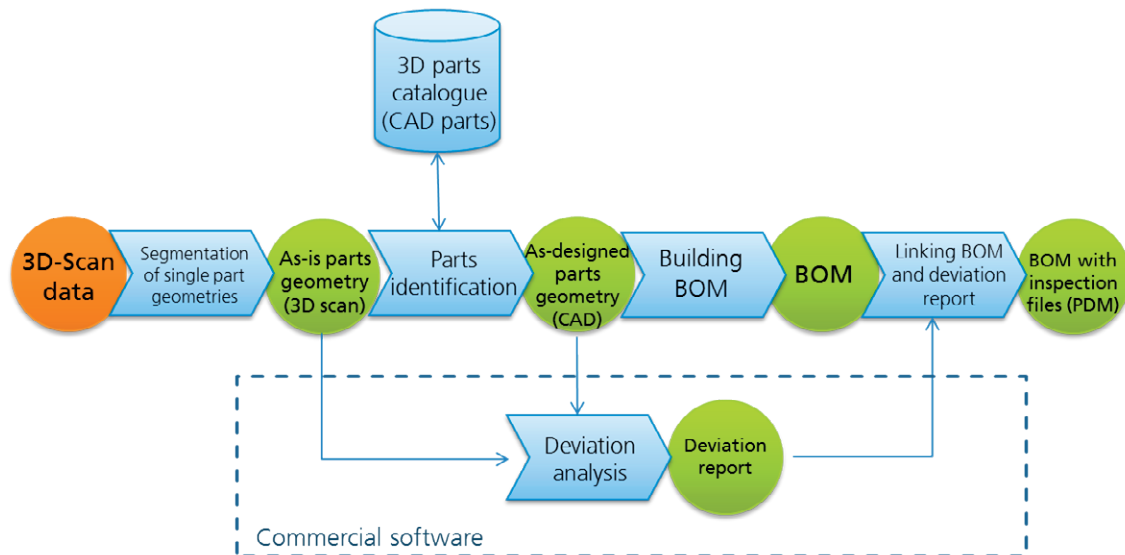 3D parts
catalogue
(CAD parts)
3D-Scan
data
Segmentation
of single part
geometries
As-is parts
geometry
(3D scan)
Parts
identification
As-designed
parts
geometry
(CAD)
Building
BOM
BOM
Linking BOM
and deviation
report
BOM with
inspection
files (PDM)
Deviation
analysis
Deviation
report
Commercial software